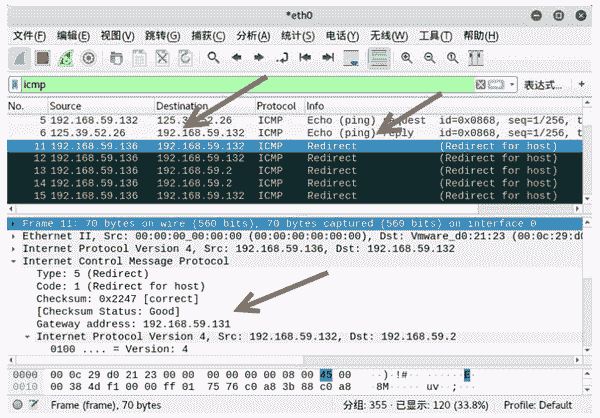 *eth0
文件(F) 编辑(E) 视图(V) 跳转(G) 捕获(C) 分析(A) 统计(S) 电话(Y) 无线(W) 工具(T) 帮助(H)
icmp 表达式… +
No. Source Destination Protocol Info
5 192.168.59.132 125.39.52.26 ICMP Echo (ping) request id=0x0868, seq=1/256, t
6 125.39.52.26 192.168.59.132 ICMP Echo (ping) reply id=0x0868, seq=1/256, t
11 192.168.59.136 192.168.59.132 ICMP Redirect (Redirect for host)
12 192.168.59.136 192.168.59.132 ICMP Redirect (Redirect for host)
13 192.168.59.136 192.168.59.2 ICMP Redirect (Redirect for host)
14 192.168.59.136 192.168.59.2 ICMP Redirect (Redirect for host)
15 192.168.59.136 192.168.59.132 ICMP Redirect (Redirect for host)
Frame 11: 70 bytes on wire (560 bits), 70 bytes captured (560 bits) on interface 0
Ethernet II, Src: 00:00:00_00:00:00 (00:00:00:00:00:00), Dst: Vmware_d0:21:23 (00:0c:29:d0
Internet Protocol Version 4, Src: 192.168.59.136, Dst: 192.168.59.132
Internet Control Message Protocol
Type: 5 (Redirect)
Code: 1 (Redirect for host)
Checksum: 0x2247 [correct]
[Checksum Status: Good]
Gateway address: 192.168.59.131
Internet Protocol Version 4, Src: 192.168.59.132, Dst: 192.168.59.2
0100 .... = Version: 4
0000 00 0c 29 d0 21 23 00 00 00 00 00 00 08 00 45 00 ..).!#.. ......E.
0010 00 38 4d f1 00 00 ff 01 75 76 c0 a8 3b 88 c0 a8 .8M..... uv..;...
Frame (frame), 70 bytes 分组: 355 · 已显示: 120 (33.8%) Profile: Default